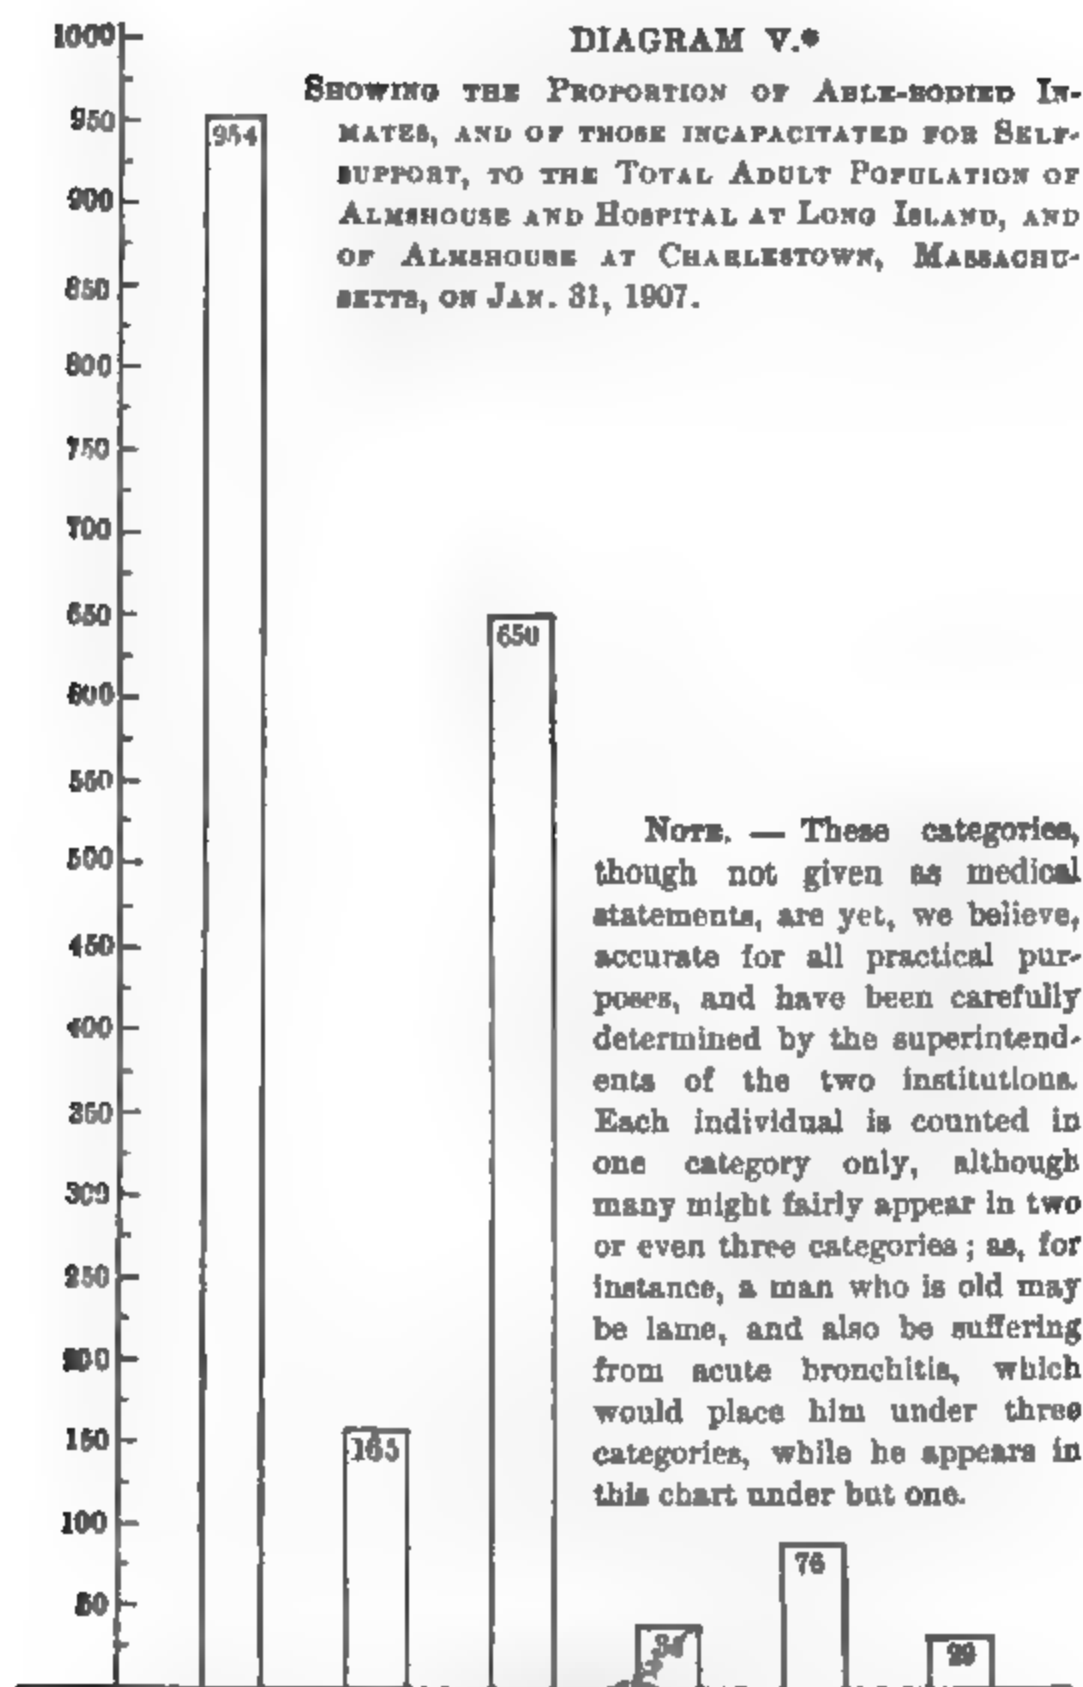 DIAGRAM V.*
SHOWING THE PROPORTION OF ABLE-BODIED IN-
MATES, AND OF THOSE INCAPACITATED FOR SELF-
SUPPORT, TO THE TOTAL ADULT POPULATION OF
ALMSHOUSE AND HOSPITAL AT LONG ISLAND, AND
OF ALMSHOUSE AT CHARLESTOWN, MASSACHU-
SETTS, ON JAN. 31, 1907.
1000
950
900
850
800
750
700
650
600
550
500
450
400
350
300
250
200
150
100
50
954
165
650
34
76
29
NOTE. — These categories,
though not given as medical
statements, are yet, we believe,
accurate for all practical pur-
poses, and have been carefully
determined by the superintend-
ents of the two institutions.
Each individual is counted in
one category only, although
many might fairly appear in two
or even three categories; as, for
instance, a man who is old may
be lame, and also be suffering
from acute bronchitis, which
would place him under three
categories, while he appears in
this chart under but one.